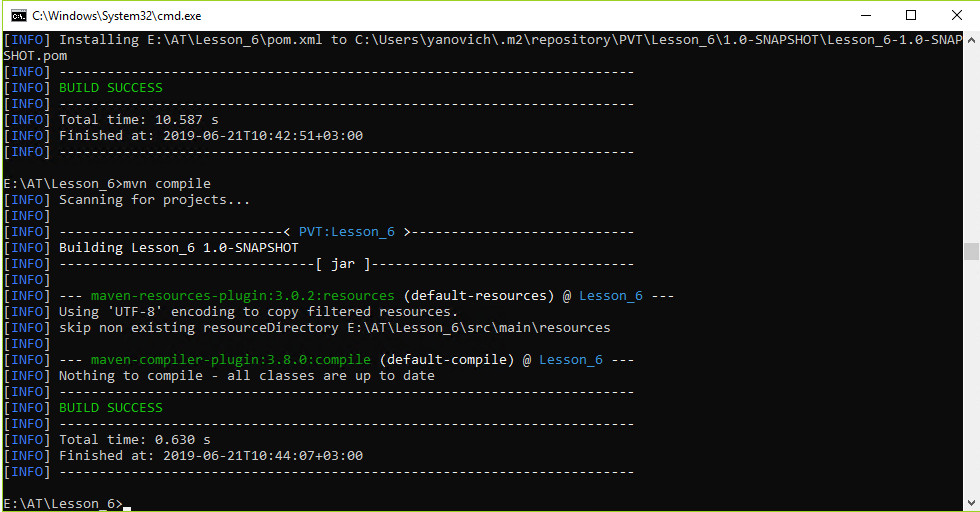 C:\Windows\System32\cmd.exe
[INFO] Installing E:\AT\Lesson_6\pom.xml to C:\Users\yanovich\.m2\repository\PVT\Lesson_6\1.0-SNAPSHOT\Lesson_6-1.0-SNAP
SHOT.pom
[INFO] ------------------------------------------------------------------------
[INFO] BUILD SUCCESS
[INFO] ------------------------------------------------------------------------
[INFO] Total time: 10.587 s
[INFO] Finished at: 2019-06-21T10:42:51+03:00
[INFO] ------------------------------------------------------------------------
E:\AT\Lesson_6>mvn compile
[INFO] Scanning for projects...
[INFO]
[INFO] ----------------------------< PVT:Lesson_6 >----------------------------
[INFO] Building Lesson_6 1.0-SNAPSHOT
[INFO] --------------------------------[ jar ]---------------------------------
[INFO]
[INFO] --- maven-resources-plugin:3.0.2:resources (default-resources) @ Lesson_6 ---
[INFO] Using 'UTF-8' encoding to copy filtered resources.
[INFO] skip non existing resourceDirectory E:\AT\Lesson_6\src\main\resources
[INFO]
[INFO] --- maven-compiler-plugin:3.8.0:compile (default-compile) @ Lesson_6 ---
[INFO] Nothing to compile - all classes are up to date
[INFO] ------------------------------------------------------------------------
[INFO] BUILD SUCCESS
[INFO] ------------------------------------------------------------------------
[INFO] Total time: 0.630 s
[INFO] Finished at: 2019-06-21T10:44:07+03:00
[INFO] ------------------------------------------------------------------------
E:\AT\Lesson_6>